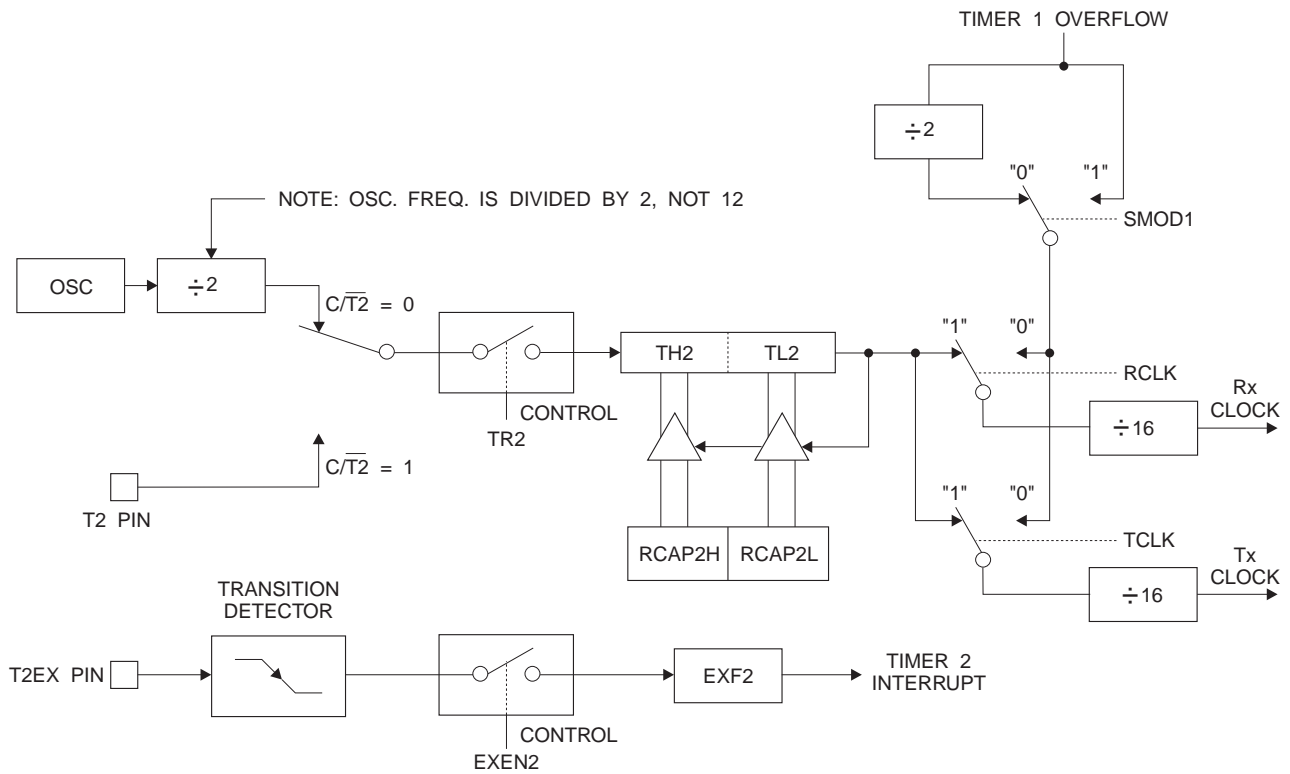 TIMER 1 OVERFLOW
÷2
"0" "1"
NOTE: OSC. FREQ. IS DIVIDED BY 2, NOT 12
SMOD1
OSC
÷2
C/T2̅ = 0
"1" "0"
TH2
TL2
RCLK
CONTROL
TR2
Rx
CLOCK
÷16
C/T2̅ = 1
T2 PIN
"1" "0"
RCAP2H
RCAP2L
TCLK
Tx
CLOCK
÷16
TRANSITION
DETECTOR
T2EX PIN
EXF2
TIMER 2
INTERRUPT
CONTROL
EXEN2